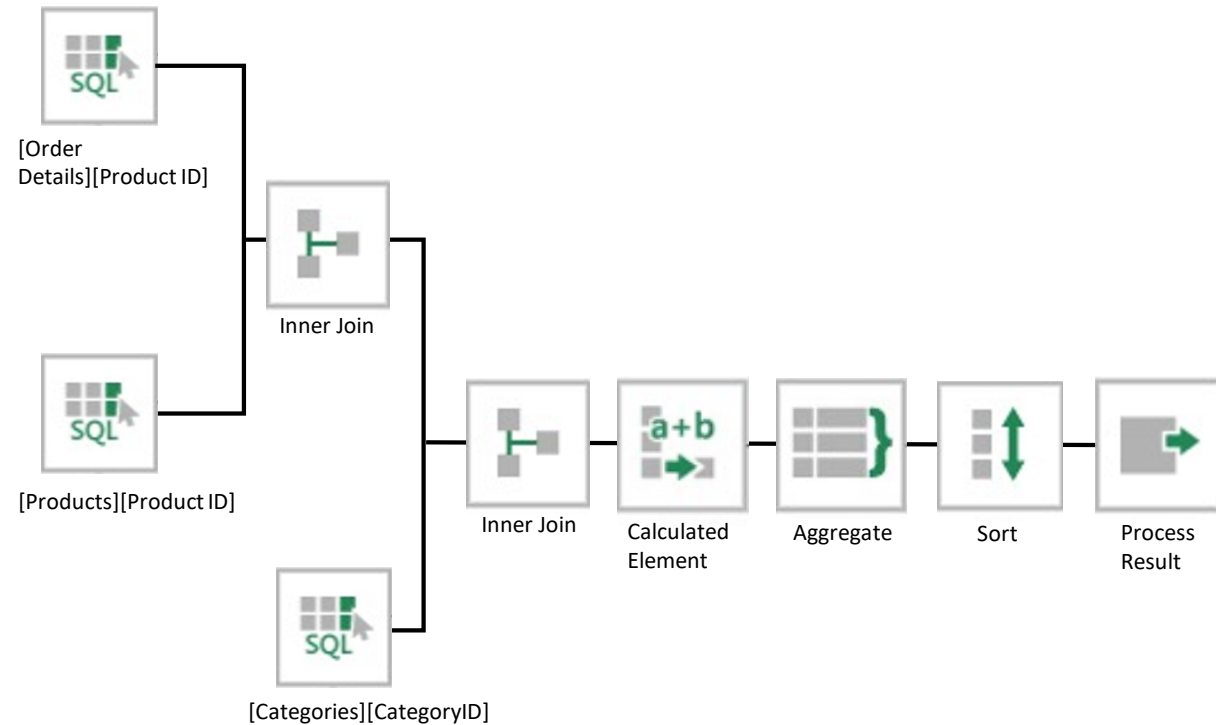 SQL
[Order
Details][Product ID]
Inner Join
SQL
[Products][Product ID]
Inner Join
a+b
Calculated
Element
Aggregate
Sort
Process
Result
SQL
[Categories][CategoryID]